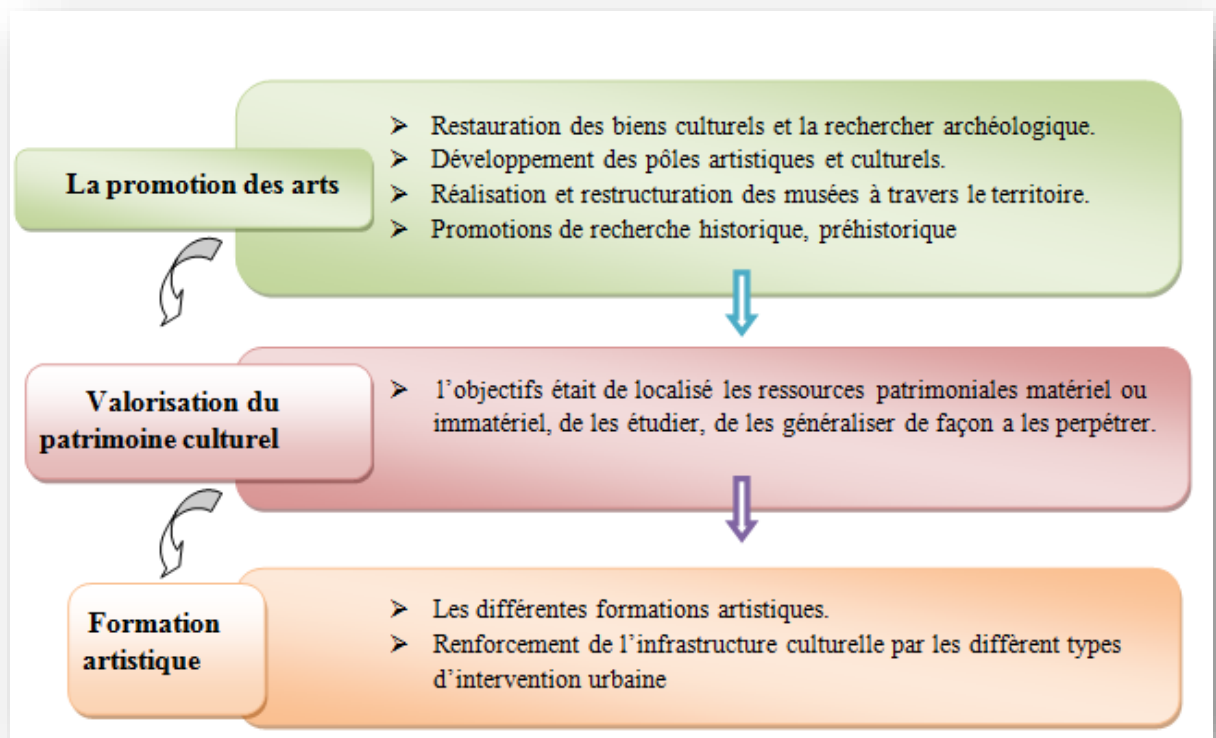 La promotion des arts
➢ Restauration des biens culturels et la rechercher archéologique.
➢ Développement des pôles artistiques et culturels.
➢ Réalisation et restructuration des musées à travers le territoire.
➢ Promotions de recherche historique, préhistorique
Valorisation du
patrimoine culturel
➢ l’objectifs était de localisé les ressources patrimoniales matériel ou
immatériel, de les étudier, de les généraliser de façon a les perpétrer.
Formation
artistique
➢ Les différentes formations artistiques.
➢ Renforcement de l’infrastructure culturelle par les diffèrent types
d’intervention urbaine